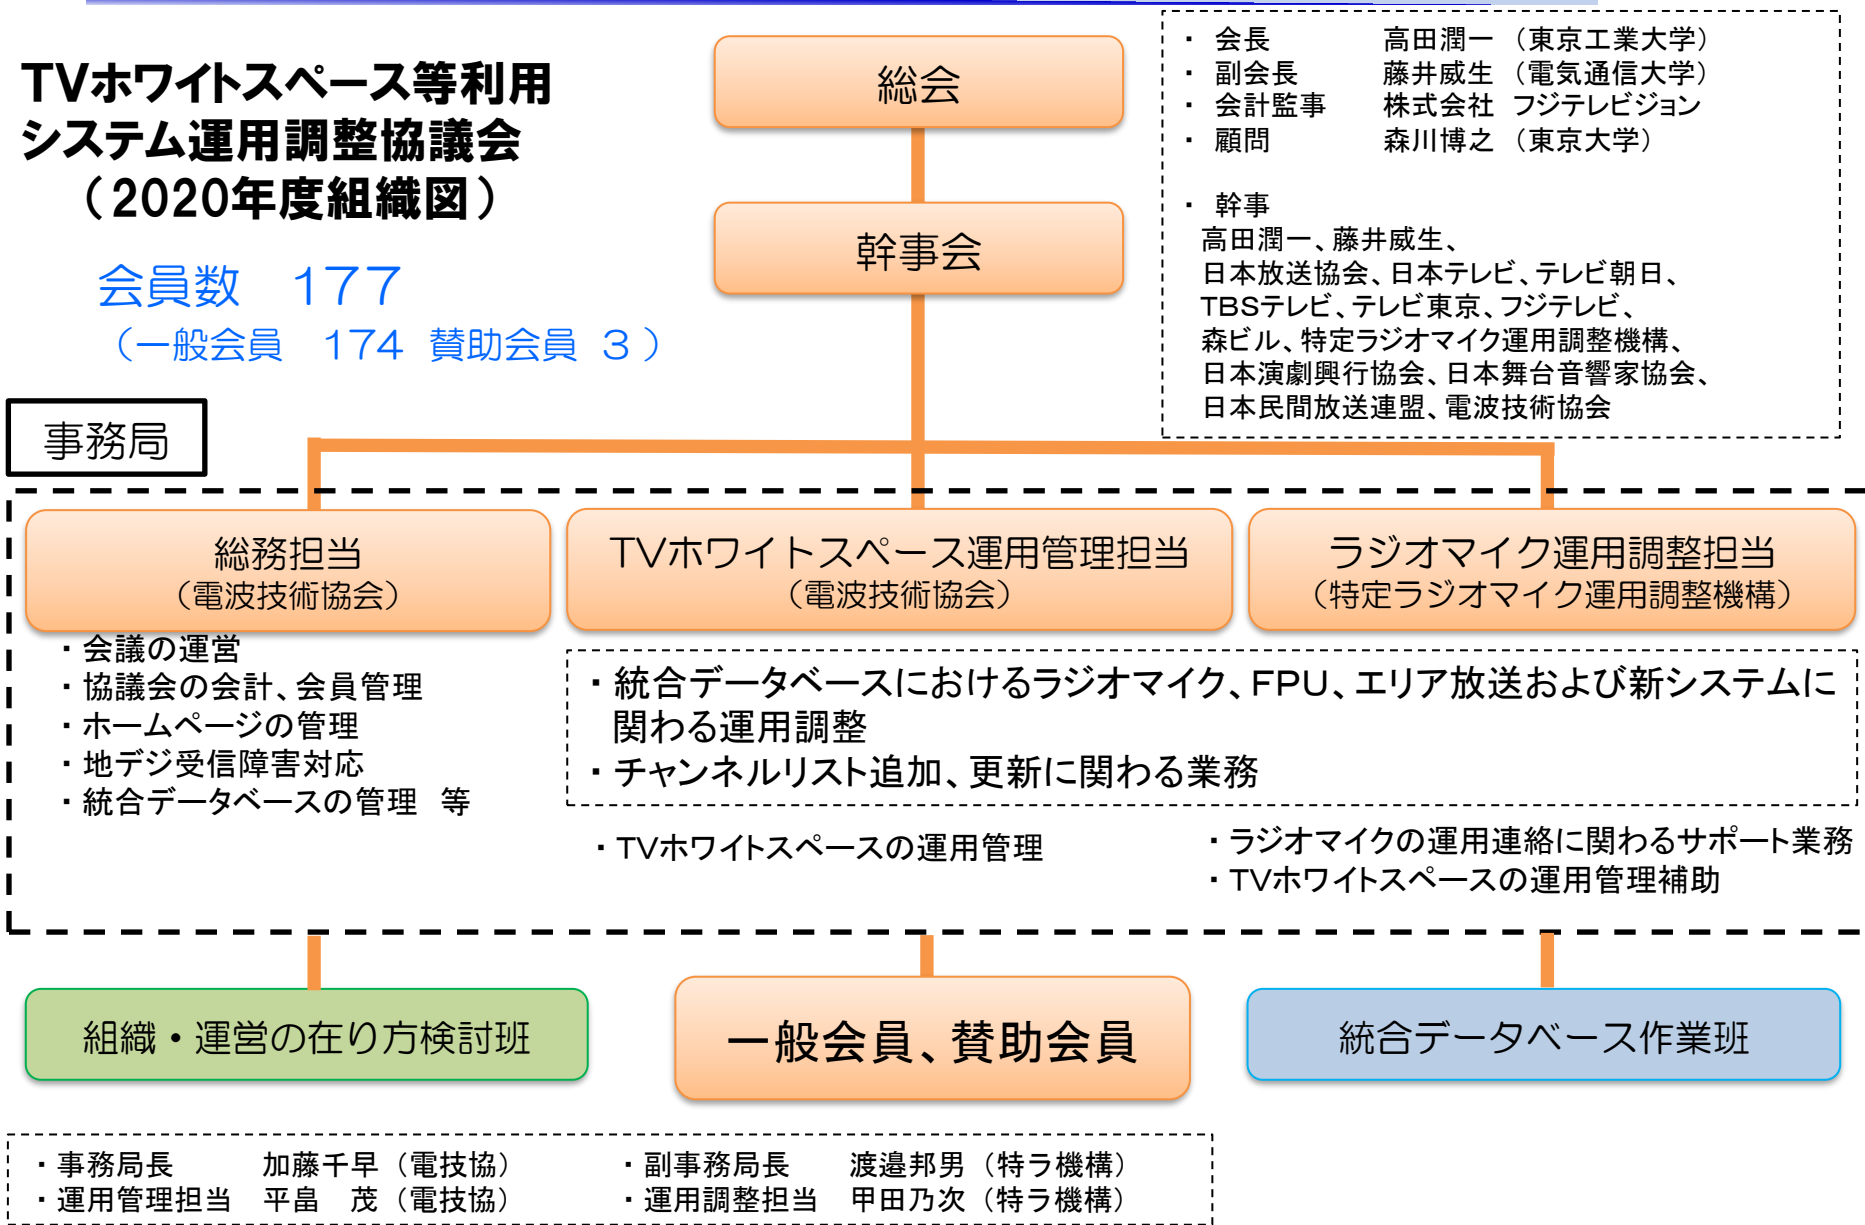 TVホワイトスペース等利用
システム運用調整協議会
（2020年度組織図）
会員数　177
（一般会員　174 賛助会員 3 ）
総会
幹事会
・ 会長　高田潤一 （東京工業大学）
・ 副会長　藤井威生 （電気通信大学）
・ 会計監事　株式会社 フジテレビジョン
・ 顧問　森川博之 （東京大学）
・ 幹事
高田潤一、藤井威生、
日本放送協会、日本テレビ、テレビ朝日、
TBSテレビ、テレビ東京、フジテレビ、
森ビル、特定ラジオマイク運用調整機構、
日本演劇興行協会、日本舞台音響家協会、
日本民間放送連盟、電波技術協会
事務局
総務担当
（電波技術協会）
・会議の運営
・協議会の会計、会員管理
・ホームページの管理
・地デジ受信障害対応
・統合データベースの管理　等
TVホワイトスペース運用管理担当
（電波技術協会）
ラジオマイク運用調整担当
（特定ラジオマイク運用調整機構）
・統合データベースにおけるラジオマイク、FPU、エリア放送および新システムに
関わる運用調整
・チャンネルリスト追加、更新に関わる業務
・TVホワイトスペースの運用管理
・ラジオマイクの運用連絡に関わるサポート業務
・TVホワイトスペースの運用管理補助
組織・運営の在り方検討班
一般会員、賛助会員
統合データベース作業班
・事務局長　加藤千早（電技協）　・副事務局長　渡邉邦男（特ラ機構）
・運用管理担当　平畠　茂（電技協）　・運用調整担当　甲田乃次（特ラ機構）